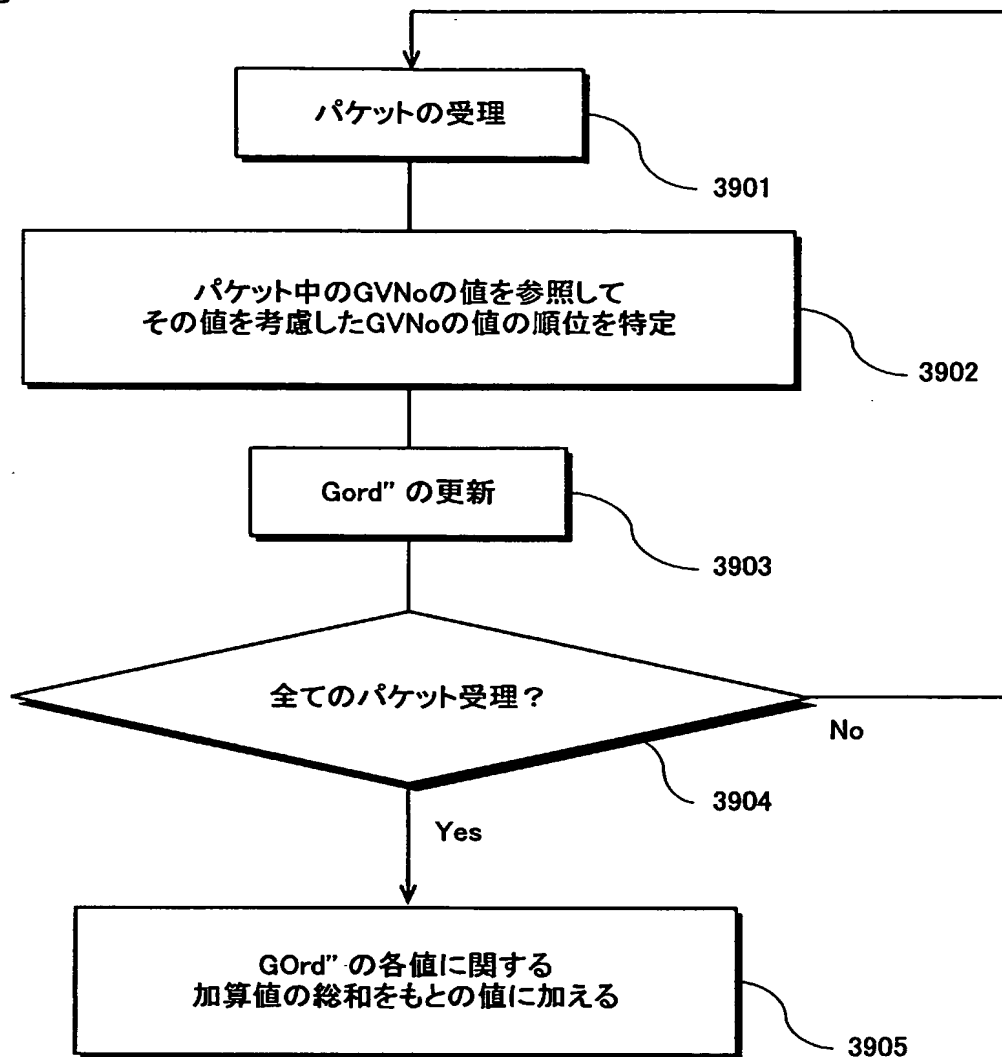 パケットの受理
3901
パケット中のGVNoの値を参照して
その値を考慮したGVNoの値の順位を特定
3902
Gord” の更新
3903
全てのパケット受理？
No
3904
Yes
GOrd” の各値に関する
加算値の総和をもとの値に加える
3905